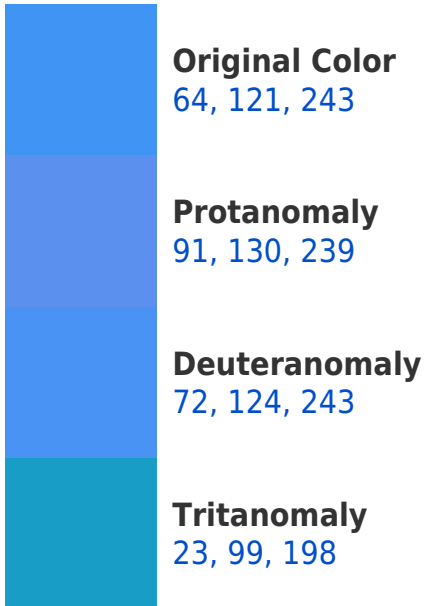 Original Color
64, 121, 243
Protanomaly
91, 130, 239
Deuteranomaly
72, 124, 243
Tritanomaly
23, 99, 198